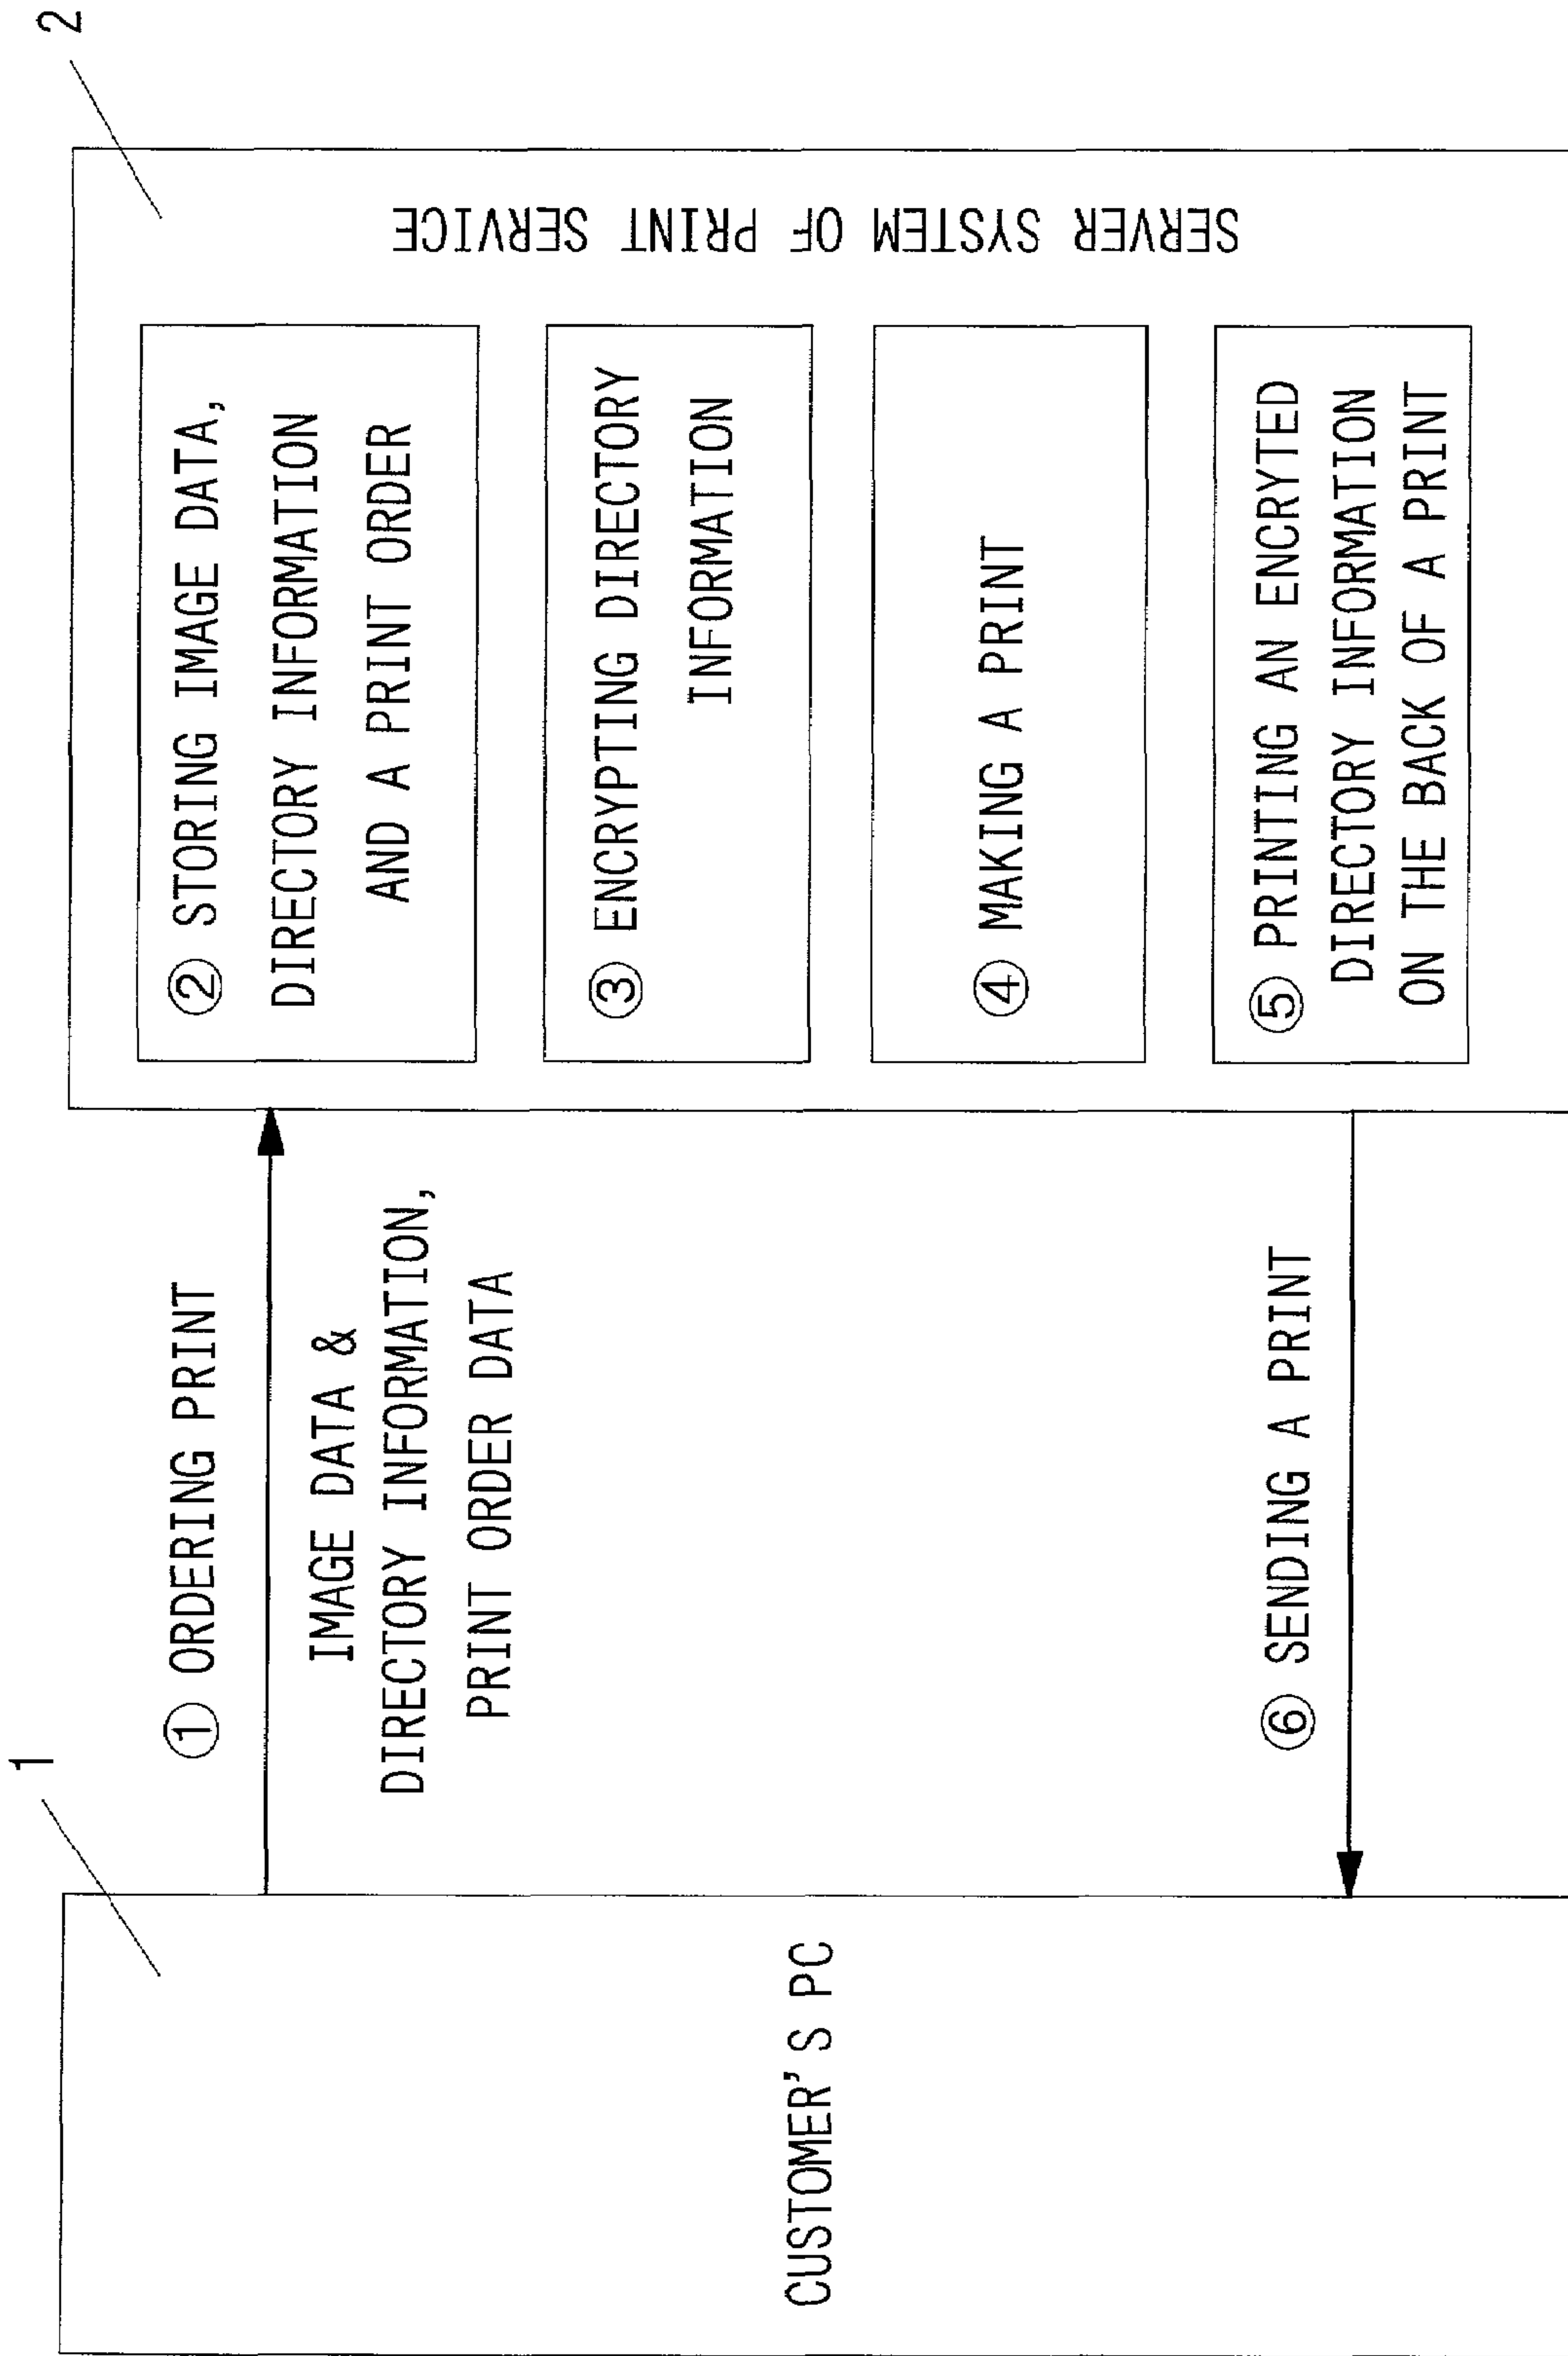 1
CUSTOMER'S PC
① ORDERING PRINT
IMAGE DATA &
DIRECTORY INFORMATION,
PRINT ORDER DATA
2
SERVER SYSTEM OF PRINT SERVICE
② STORING IMAGE DATA,
DIRECTORY INFORMATION
AND A PRINT ORDER
③ ENCRYPTING DIRECTORY
INFORMATION
④ MAKING A PRINT
⑤ PRINTING AN ENCRYTED
DIRECTORY INFORMATION
ON THE BACK OF A PRINT
⑥ SENDING A PRINT